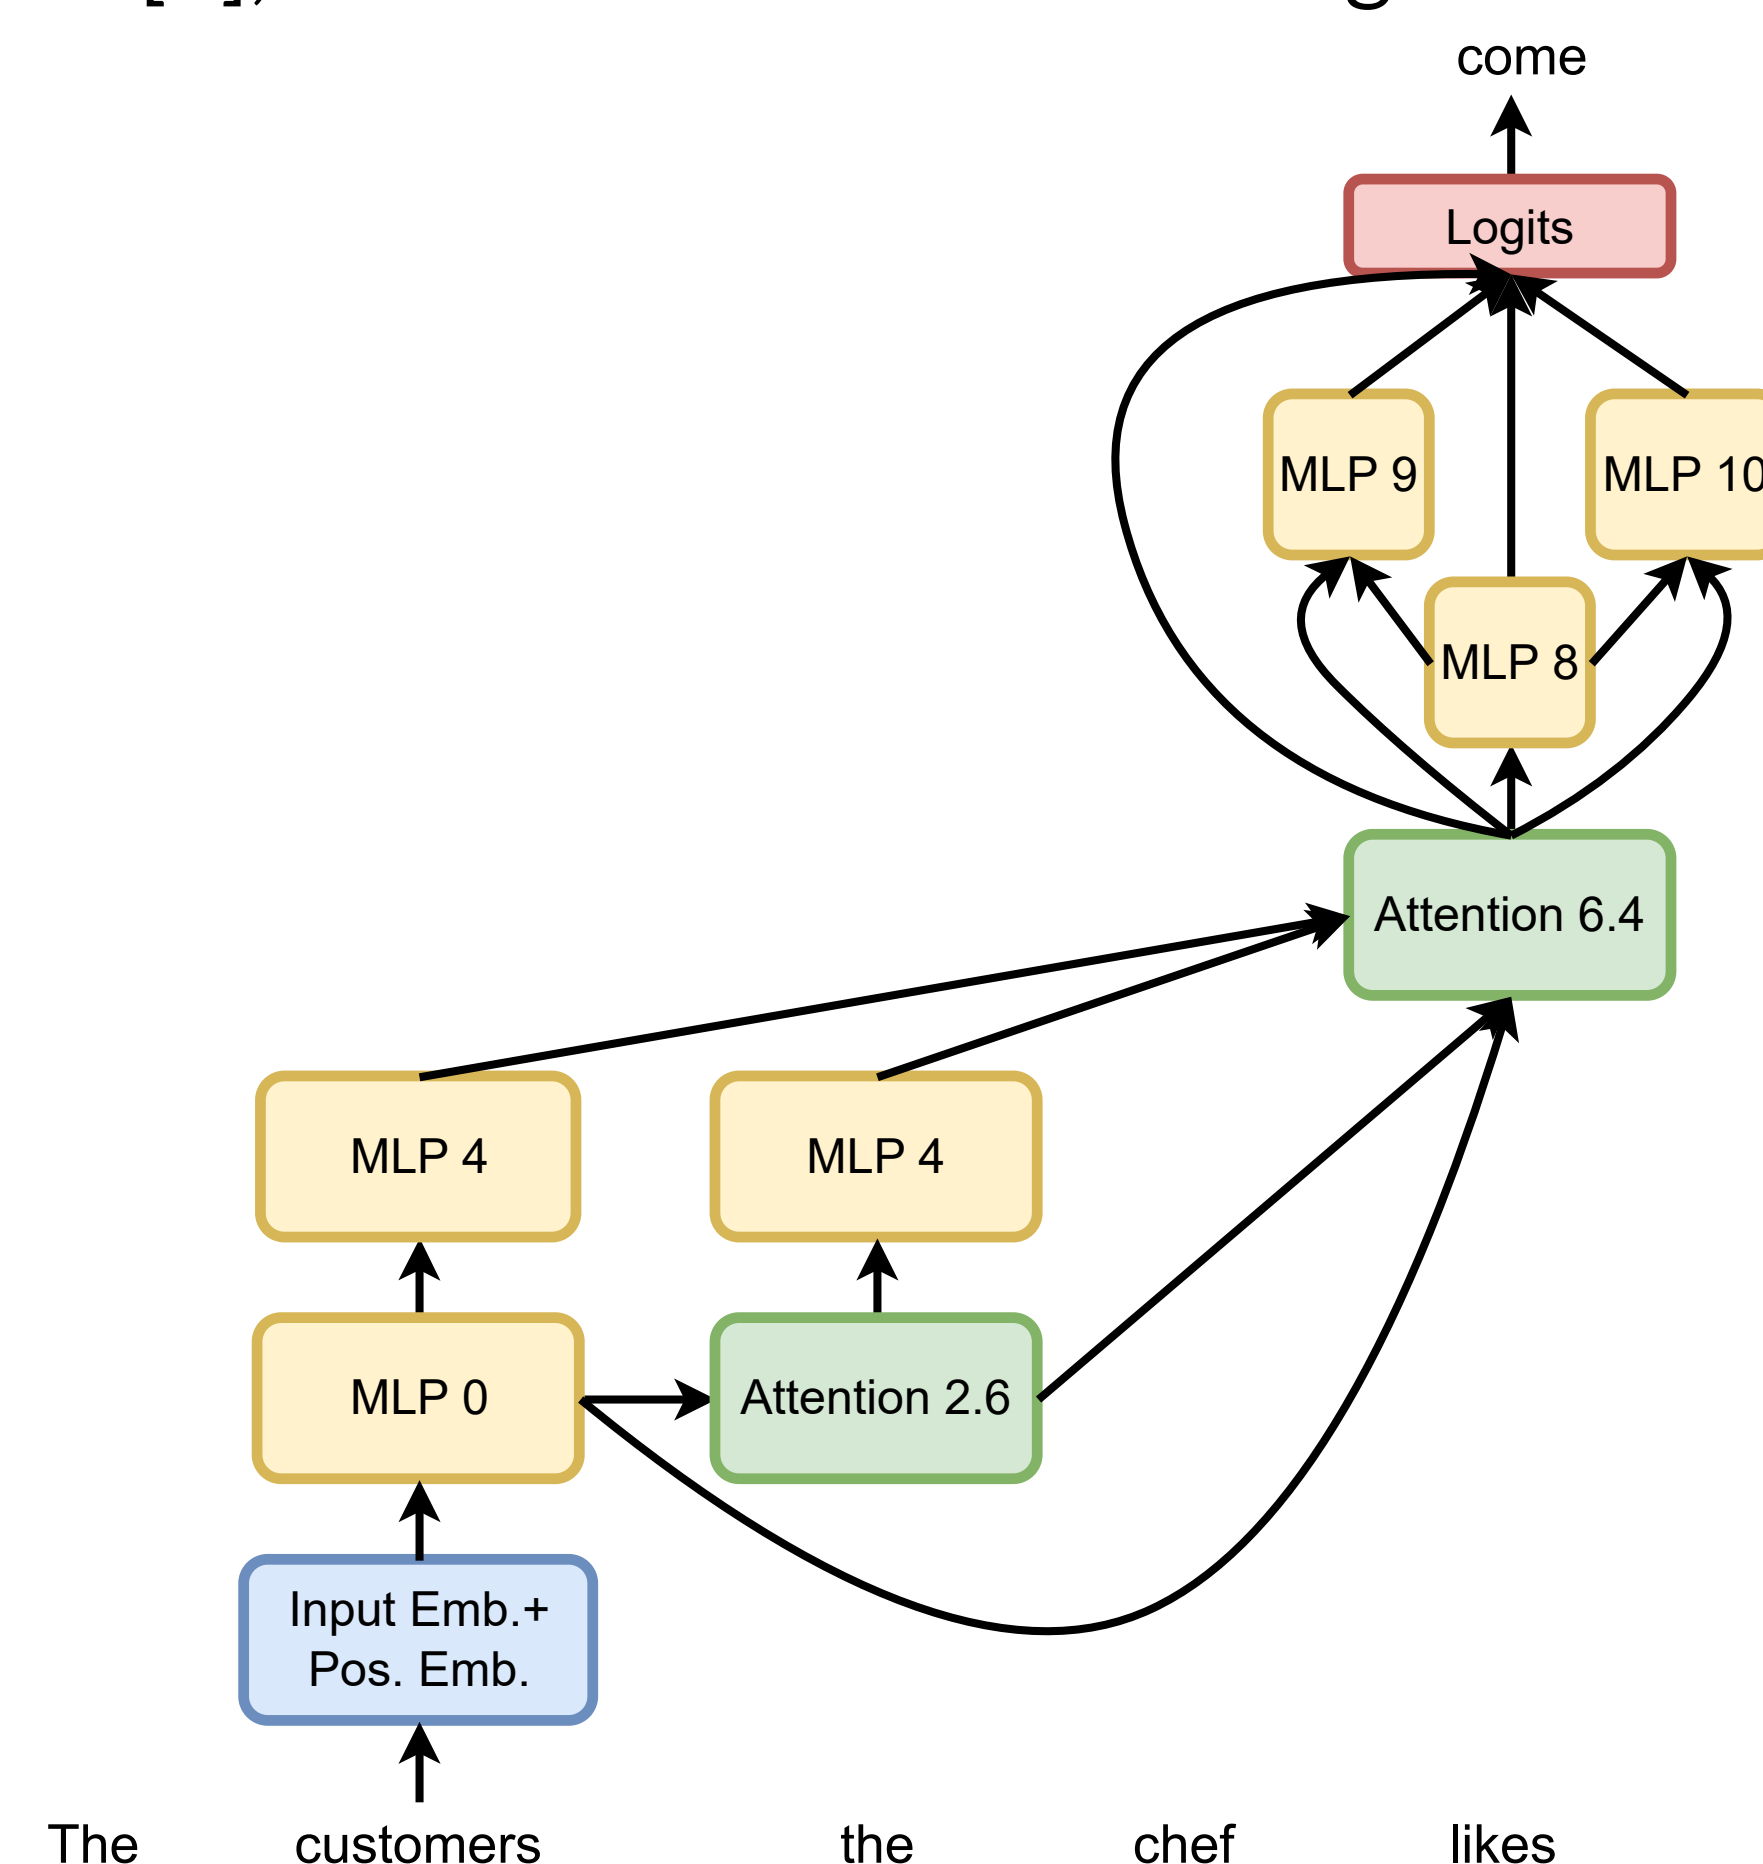 come
Logits
MLP 9
MLP 10
MLP 8
Attention 6.4
MLP 4
MLP 4
MLP 0
Attention 2.6
Input Emb.+
Pos. Emb.
The customers the chef likes